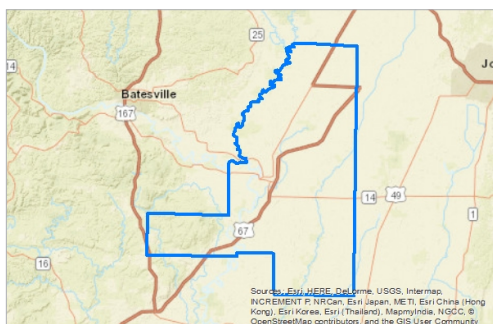 25
14
Jo
Batesville
167
14
49
1
67
16
Sources: Esri, HERE, DeLorme, USGS, Intermap,
INCREMENT P, NRCan, Esri Japan, METI, Esri China (Hong
Kong), Esri Korea, Esri (Thailand), MapmyIndia, NGCC, ©
OpenStreetMap contributors, and the GIS User Community